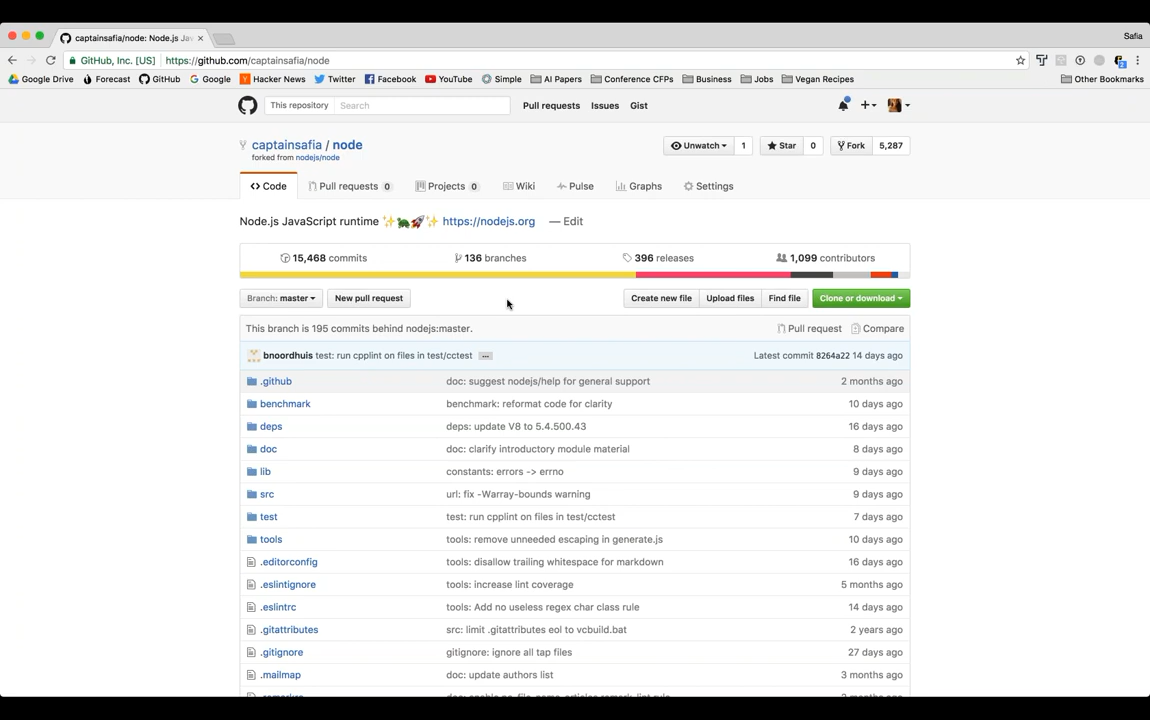 captainsafia/node: Node.js Jav
Safia
GitHub, Inc. [US] https://github.com/captainsafia/node
Google Drive Forecast GitHub Google Hacker News Twitter Facebook YouTube Simple AI Papers Conference CFPs Business Jobs Vegan Recipes Other Bookmarks
This repository Search Pull requests Issues Gist
captainsafia / node
Unwatch 1 Star 0 Fork 5,287
forked from nodejs/node
Code Pull requests 0 Projects 0 Wiki Pulse Graphs Settings
Node.js JavaScript runtime ✨🐢🚀✨ https://nodejs.org — Edit
15,468 commits 136 branches 396 releases 1,099 contributors
Branch: master New pull request Create new file Upload files Find file Clone or download
This branch is 195 commits behind nodejs:master. Pull request Compare
bnoordhuis test: run cpplint on files in test/cctest ... Latest commit 8264a22 14 days ago
.github doc: suggest nodejs/help for general support 2 months ago
benchmark benchmark: reformat code for clarity 10 days ago
deps deps: update V8 to 5.4.500.43 16 days ago
doc doc: clarify introductory module material 8 days ago
lib constants: errors -> errno 9 days ago
src url: fix -Warray-bounds warning 9 days ago
test test: run cpplint on files in test/cctest 7 days ago
tools tools: remove unneeded escaping in generate.js 10 days ago
.editorconfig tools: disallow trailing whitespace for markdown 16 days ago
.eslintignore tools: increase lint coverage 5 months ago
.eslintrc tools: Add no useless regex char class rule 14 days ago
.gitattributes src: limit .gitattributes eol to vcbuild.bat 2 years ago
.gitignore gitignore: ignore all tap files 27 days ago
.mailmap doc: update authors list 3 months ago